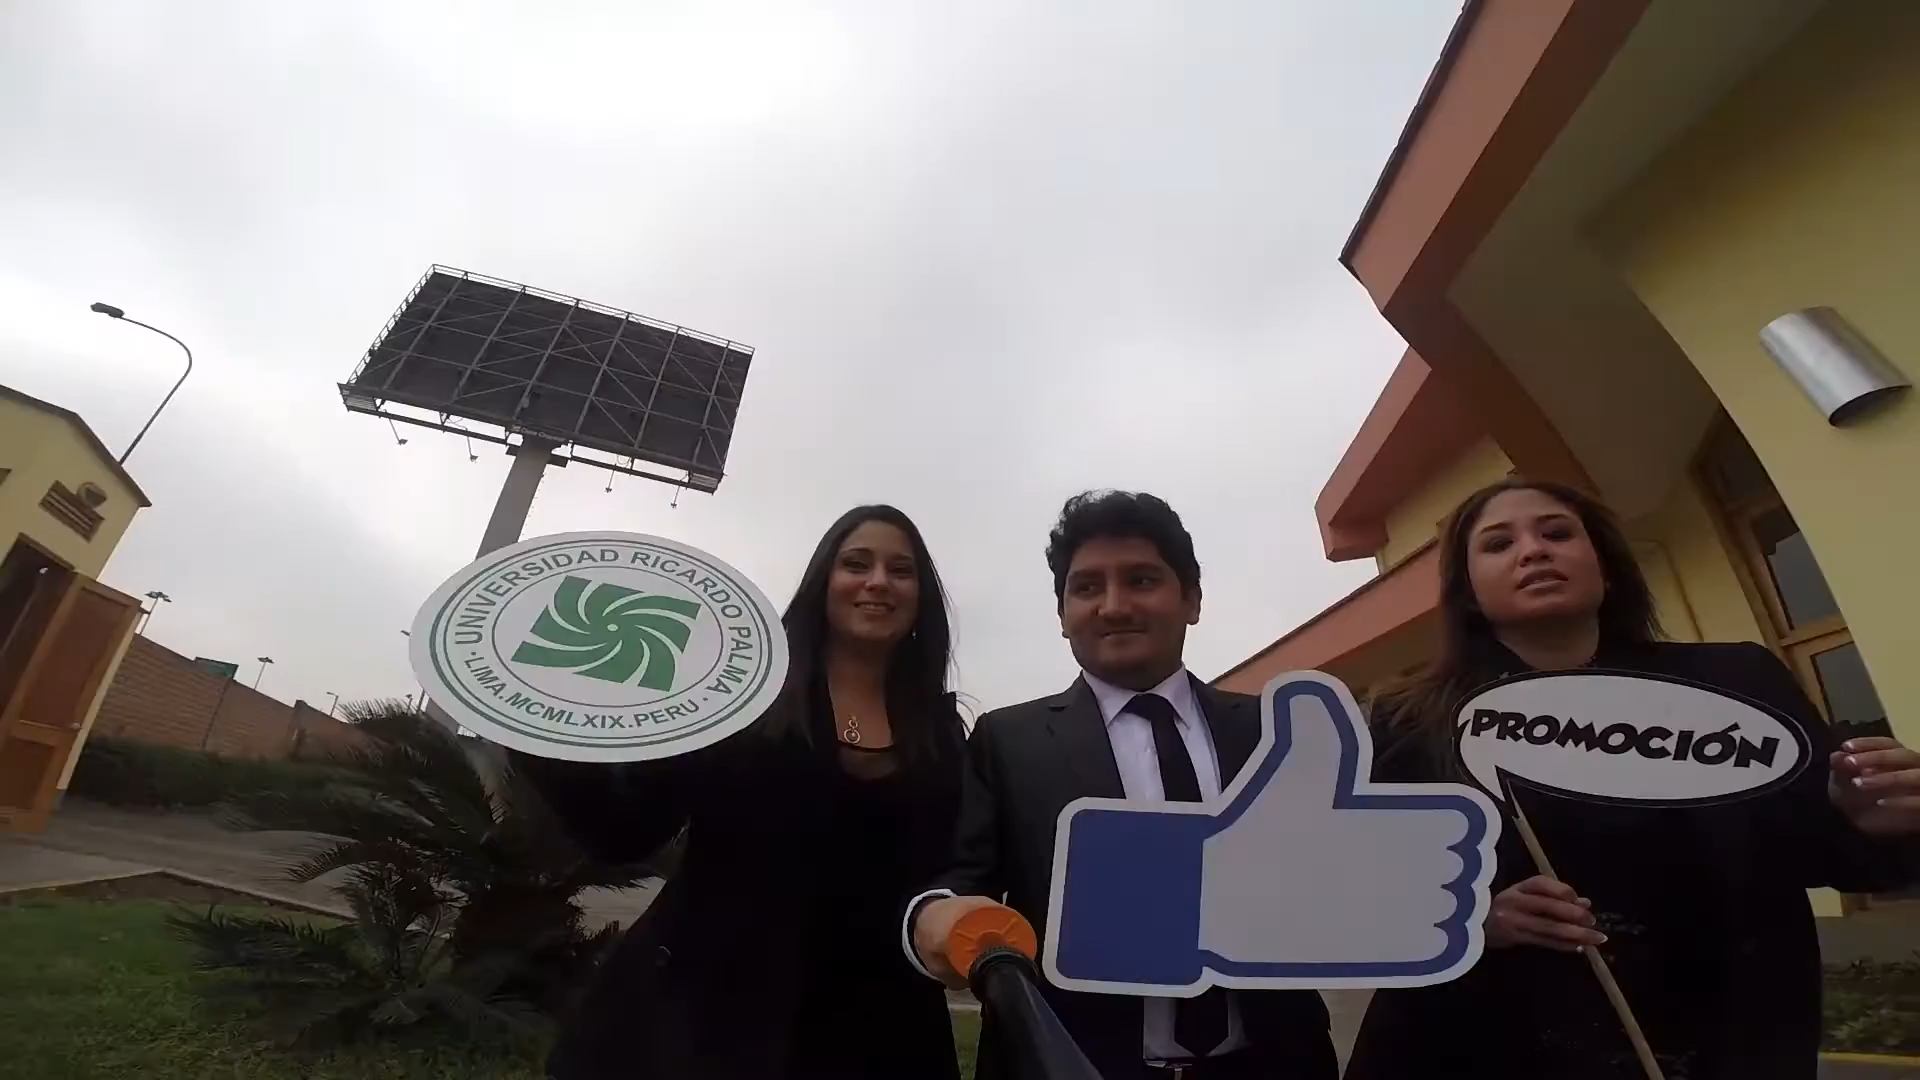 UNIVERSIDAD RICARDO PALMA
· LIMA.MCMLXIX.PERU ·
PROMOCIÓN